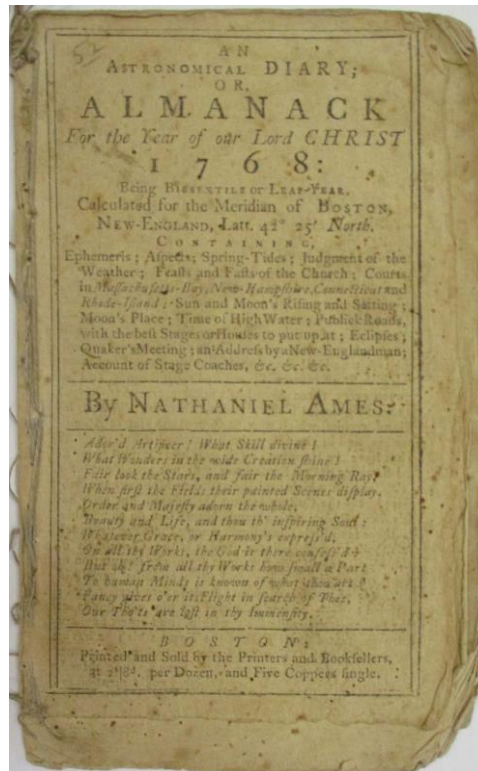 52
AN
ASTRONOMICAL DIARY;
OR,
ALMANACK
For the Year of our Lord CHRIST
1768:
Being BISSEXTILE or LEAP-YEAR.
Calculated for the Meridian of BOSTON,
NEW-ENGLAND, Latt. 42° 25' North.
CONTAINING,
Ephemeris; Aspects; Spring-Tides; Judgment of the
Weather; Feasts and Fasts of the Church; Courts
in Massachusetts-Bay, New-Hampshire, Connecticut and
Rhode-Island; Sun and Moon's Rising and Setting;
Moon's Place; Time of High Water; Publick Roads,
with the best Stages or Houses to put up at; Eclipses;
Quaker's Meeting; an Address by a New-Englandman;
Account of Stage Coaches, &c. &c. &c.
By NATHANIEL AMES.
Ador'd Artificer! What Skill divine!
What Wonders in the wide Creation shine!
Fair look the Stars, and fair the Morning Ray,
When first the Fields their painted Scenes display.
Order and Majesty adorn the whole,
Beauty and Life, and thou th' inspiring Soul:
Whatever Grace, or Harmony's express'd,
On all thy Works, the God is there confess'd
But oh! from all thy Works how small a Part
To human Minds is known of what thou art!
Fancy gives o'er its Flight in search of Thee,
Our Tho'ts are lost in thy Immensity.
BOSTON:
Printed and Sold by the Printers and Booksellers,
at per Dozen, and Five Coppers single.